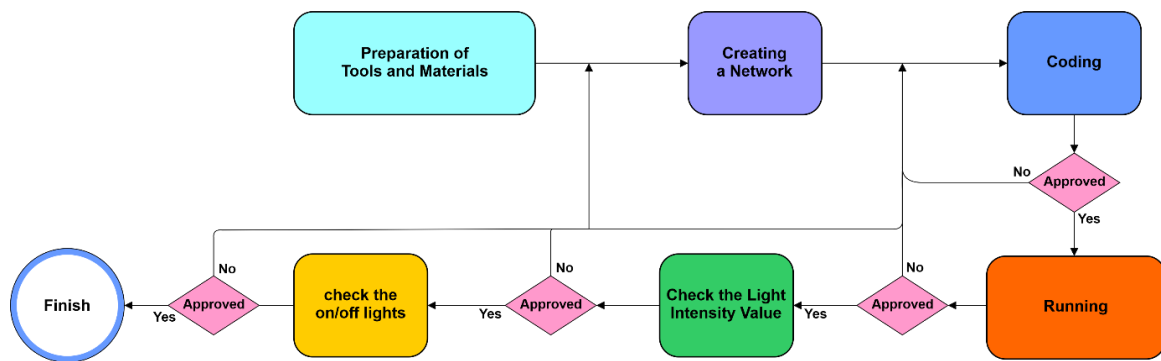 Preparation of
Tools and Materials
Creating
a Network
Coding
No
Approved
Yes
Running
No
Approved
Yes
Check the Light
Intensity Value
No
Approved
Yes
check the
on/off lights
No
Approved
Yes
Finish